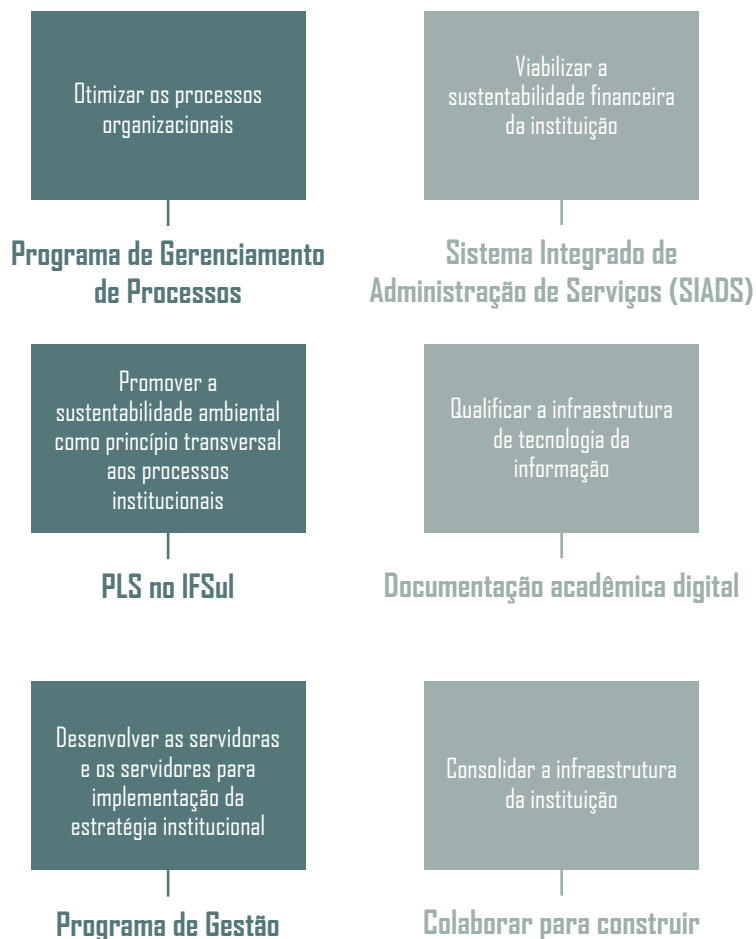 Otimizar os processos
organizacionais
Programa de Gerenciamento
de Processos
Viabilizar a
sustentabilidade financeira
da instituição
Sistema Integrado de
Administração de Serviços (SIADS)
Promover a
sustentabilidade ambiental
como princípio transversal
aos processos
institucionais
PLS no IFSul
Qualificar a infraestrutura
de tecnologia da
informação
Documentação acadêmica digital
Desenvolver as servidoras
e os servidores para
implementação da
estratégia institucional
Programa de Gestão
Consolidar a infraestrutura
da instituição
Colaborar para construir